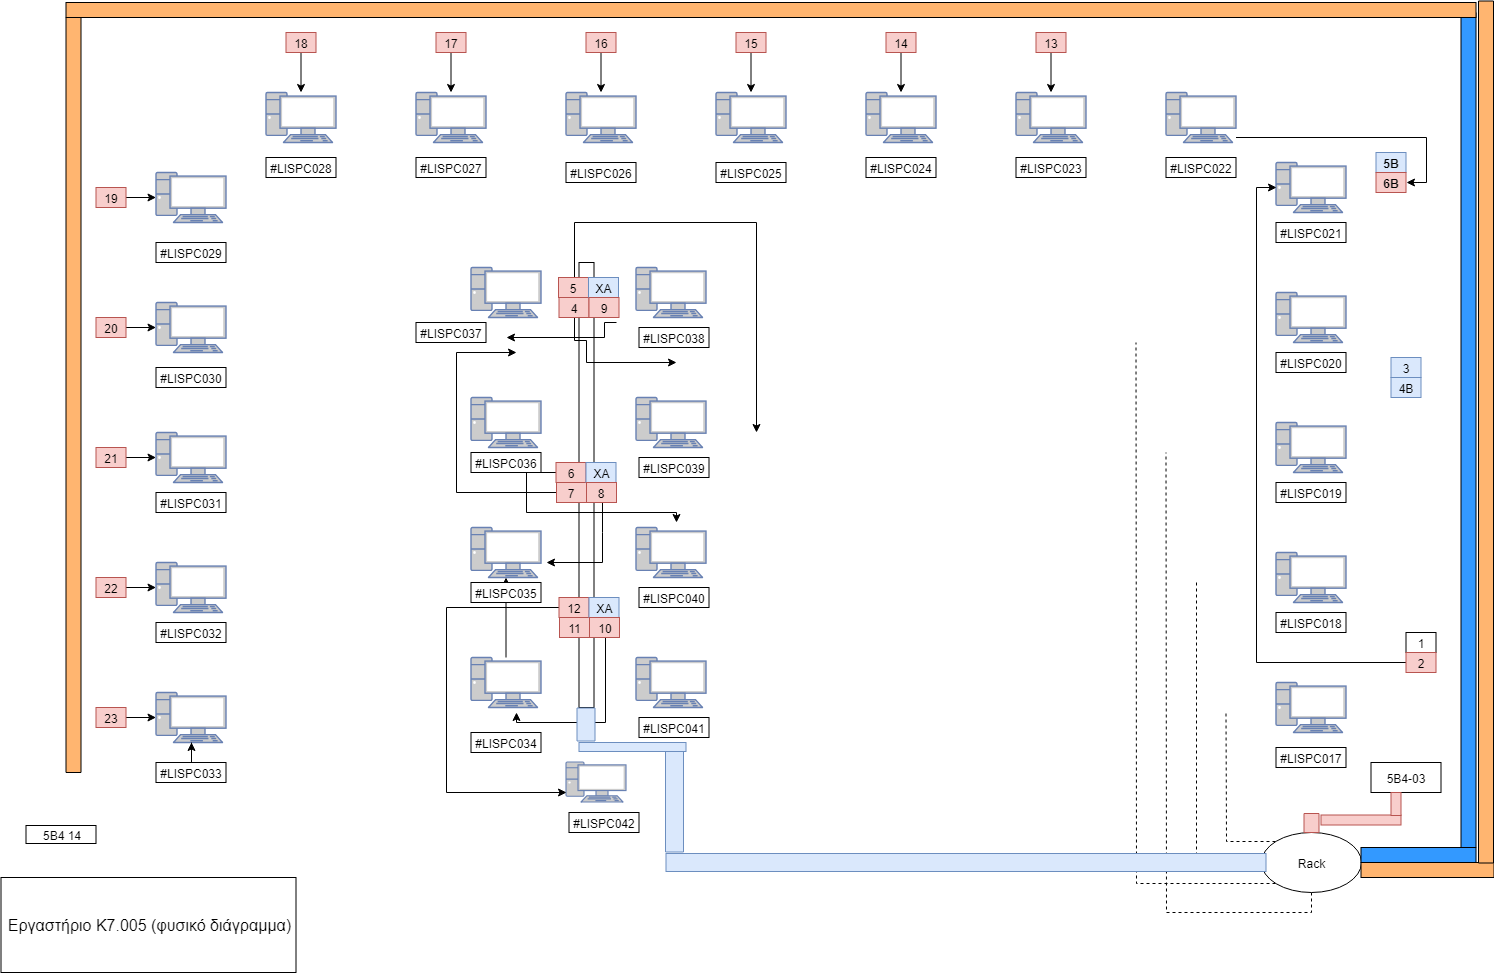 18
17
16
15
14
13
#LISPC028
#LISPC027
#LISPC026
#LISPC025
#LISPC024
#LISPC023
#LISPC022
5B
6B
19
#LISPC029
#LISPC021
5
XA
4
9
#LISPC037
#LISPC038
20
#LISPC030
#LISPC020
3
4B
21
#LISPC031
#LISPC036
#LISPC039
6
XA
7
8
#LISPC019
22
#LISPC032
#LISPC035
#LISPC040
12
XA
11
10
#LISPC018
1
2
23
#LISPC033
#LISPC034
#LISPC041
#LISPC017
#LISPC042
5B4-03
5B4 14
Rack
Εργαστήριο Κ7.005 (φυσικό διάγραμμα)